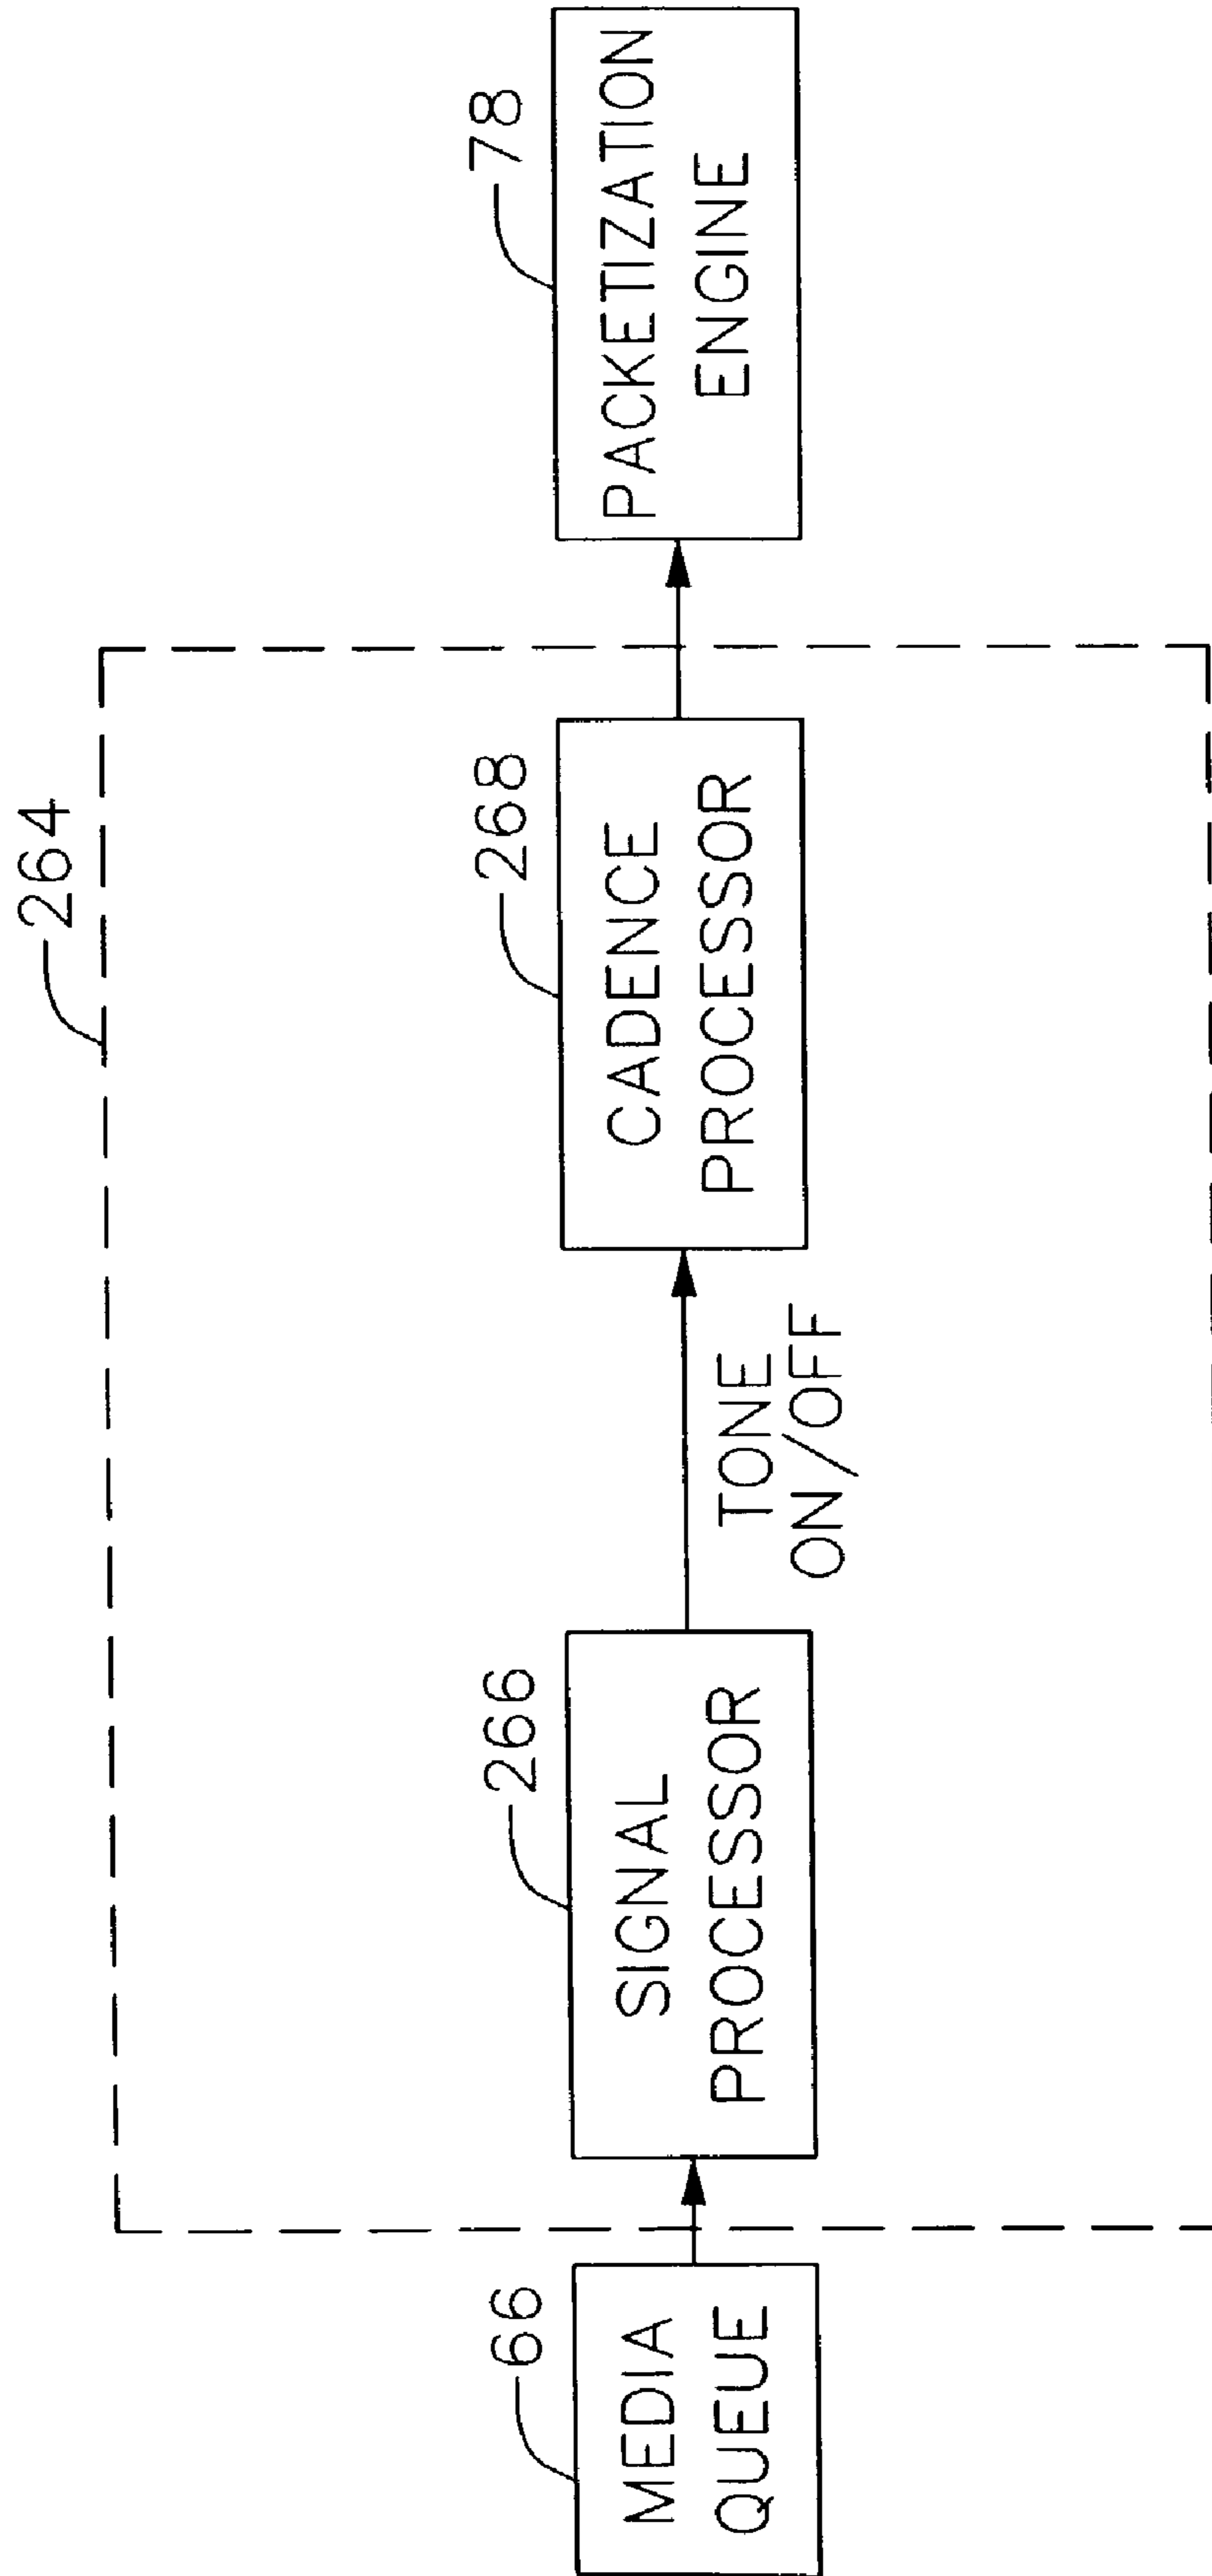 264
66
MEDIA
QUEUE
266
SIGNAL
PROCESSOR
TONE
ON/OFF
268
CADENCE
PROCESSOR
78
PACKETIZATION
ENGINE